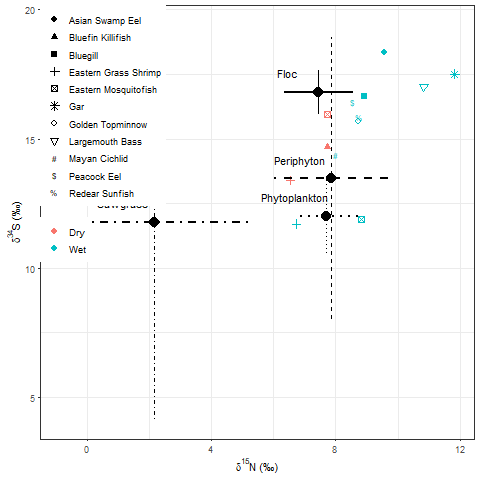 20
Asian Swamp Eel
Bluefin Killifish
Bluegill
Eastern Grass Shrimp
Eastern Mosquitofish
Gar
Golden Topminnow
Largemouth Bass
# Mayan Cichlid
$ Peacock Eel
% Redear Sunfish
Floc
$
%
15
#
Periphyton
Phytoplankton
Sawgrass
δ34S (‰)
Dry
Wet
10
5
0 4 8 12
δ15N (‰)